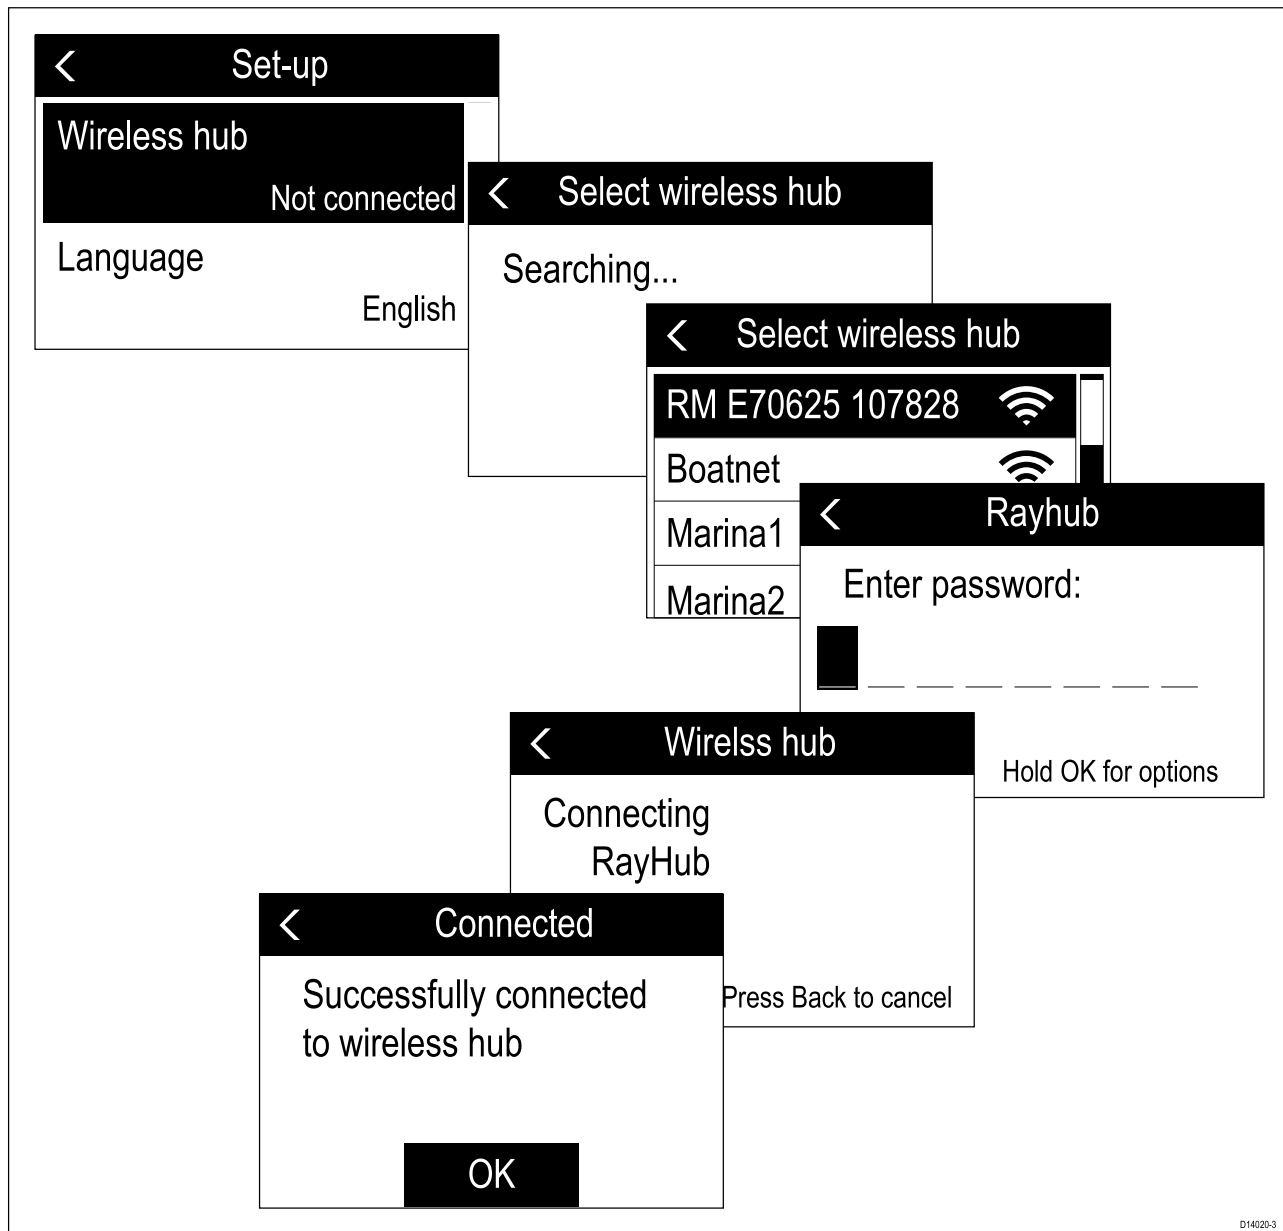 Set-up
Wireless hub
Not connected
Language
English
Select wireless hub
Searching...
Select wireless hub
RM E70625 107828
Boatnet
Marina1
Marina2
Rayhub
Enter password:
Hold OK for options
Wirelss hub
Connecting
RayHub
Press Back to cancel
Connected
Successfully connected
to wireless hub
OK
D14020-3